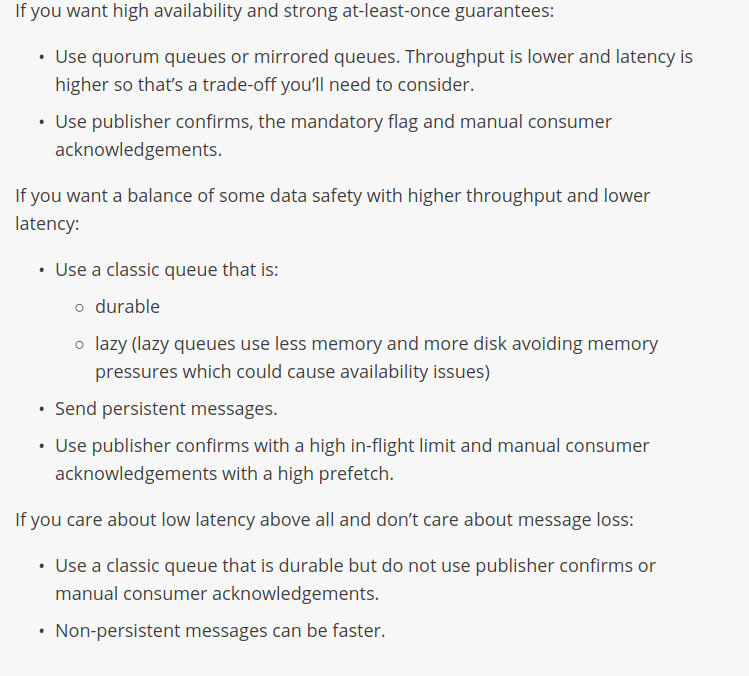 If you want high availability and strong at-least-once guarantees:
• Use quorum queues or mirrored queues. Throughput is lower and latency is
higher so that’s a trade-off you’ll need to consider.
• Use publisher confirms, the mandatory flag and manual consumer
acknowledgements.
If you want a balance of some data safety with higher throughput and lower
latency:
• Use a classic queue that is:
○ durable
○ lazy (lazy queues use less memory and more disk avoiding memory
pressures which could cause availability issues)
• Send persistent messages.
• Use publisher confirms with a high in-flight limit and manual consumer
acknowledgements with a high prefetch.
If you care about low latency above all and don’t care about message loss:
• Use a classic queue that is durable but do not use publisher confirms or
manual consumer acknowledgements.
• Non-persistent messages can be faster.